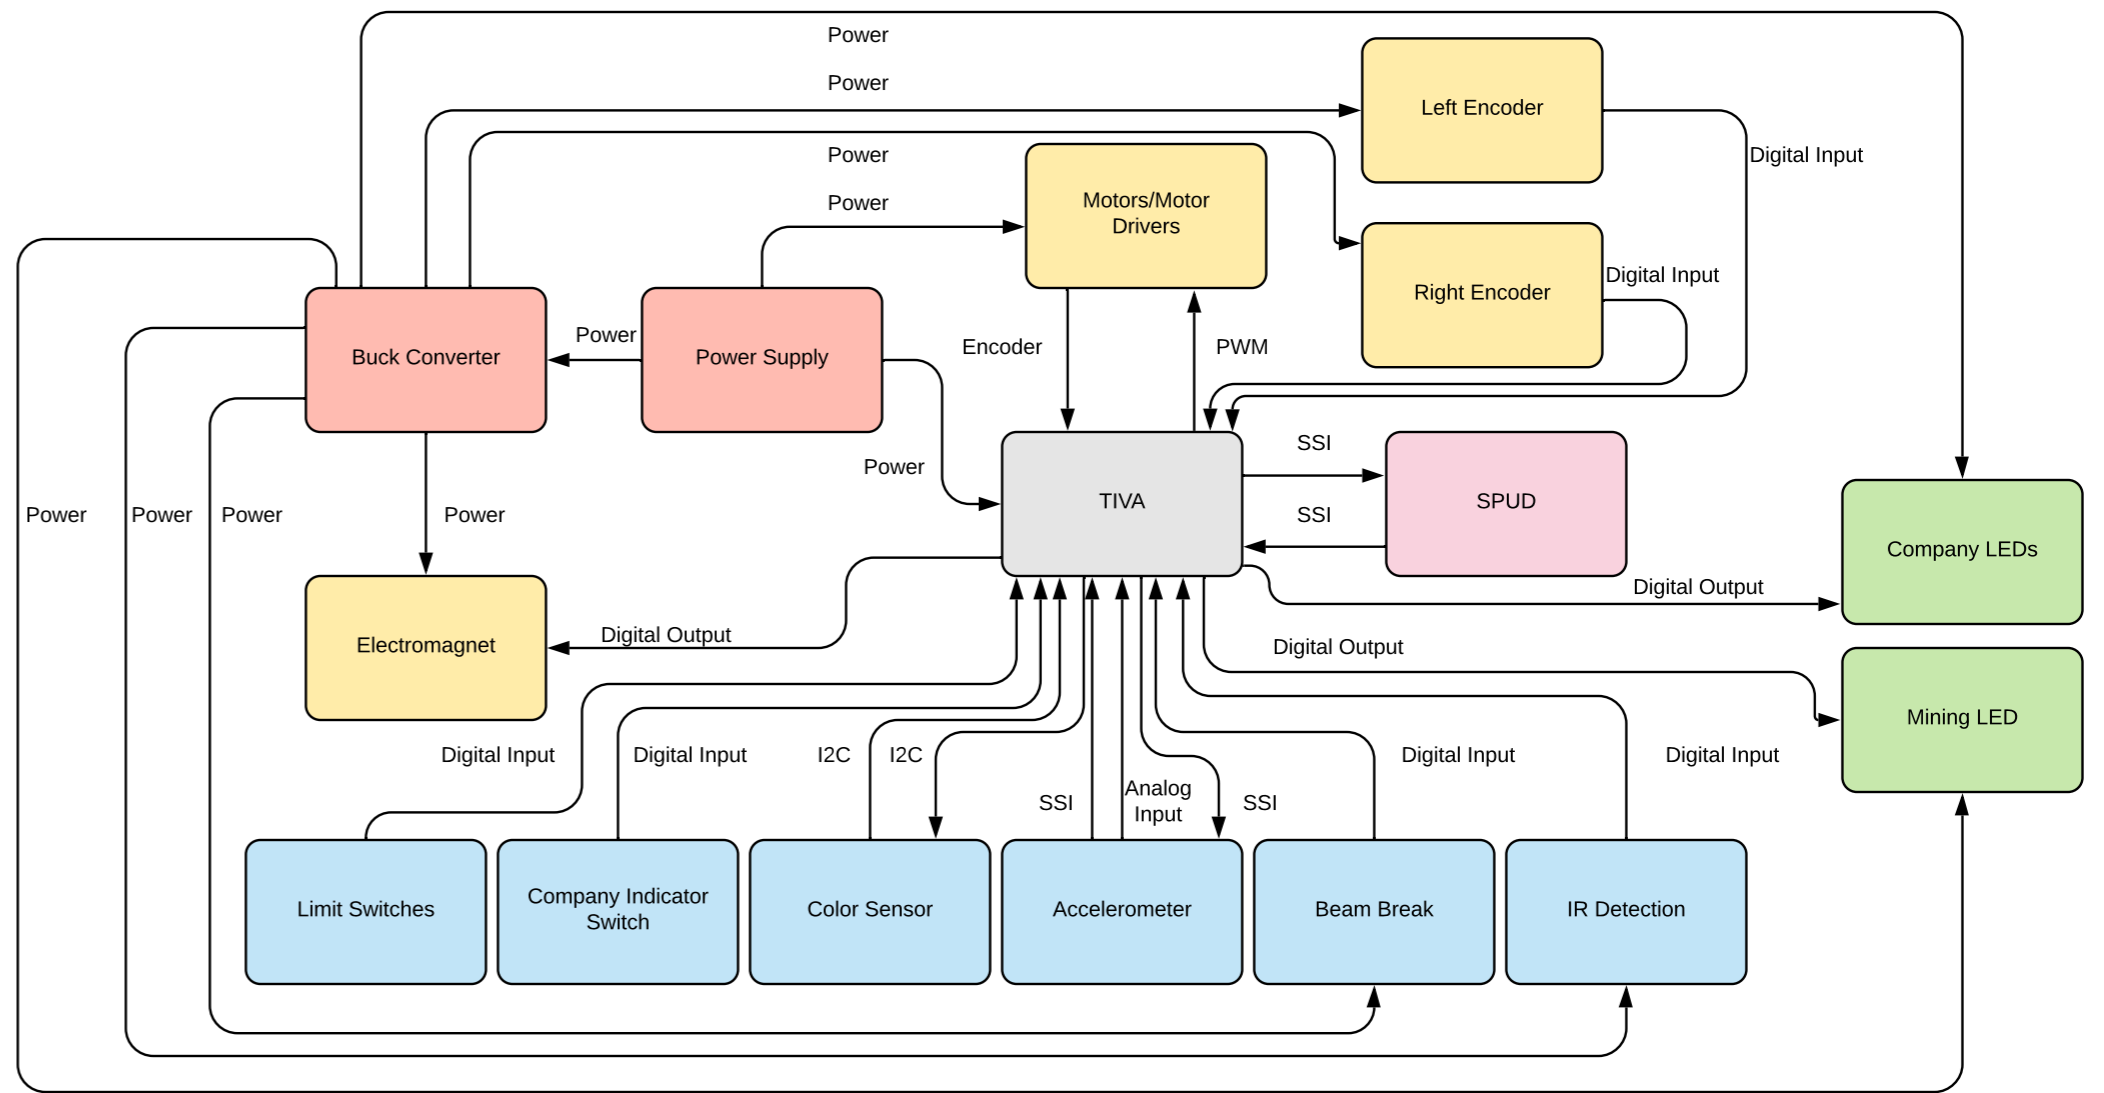 Power
Power
Left Encoder
Power
Digital Input
Power
Motors/Motor
Drivers
Digital Input
Right Encoder
Power
Encoder
PWM
Buck Converter
Power Supply
SSI
Power
TIVA
SPUD
Power
Power
Power
Power
SSI
Company LEDs
Digital Output
Digital Output
Electromagnet
Digital Output
Mining LED
Digital Input
Digital Input
I2C
I2C
Digital Input
Digital Input
SSI
Analog
Input
SSI
Limit Switches
Company Indicator
Switch
Color Sensor
Accelerometer
Beam Break
IR Detection